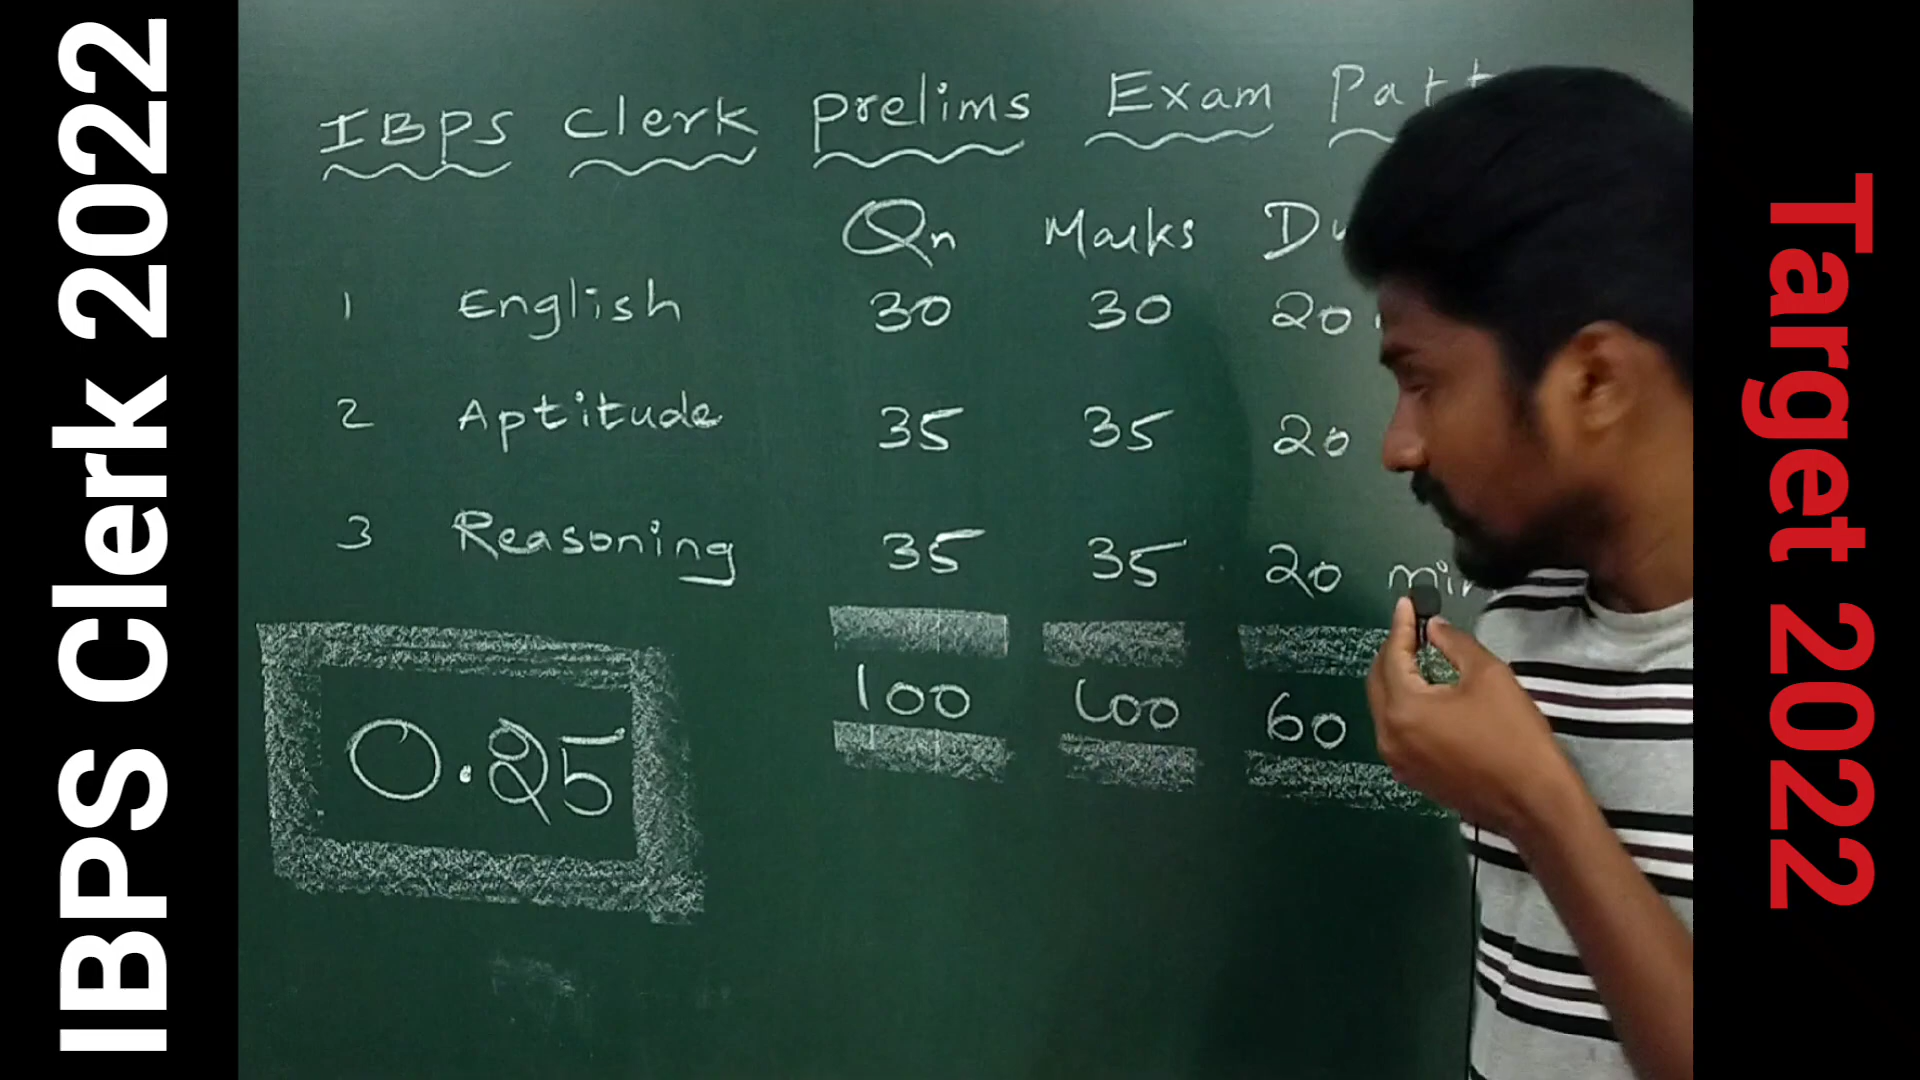 IBPS Clerk 2022
IBPS Clerk Prelims Exam
Qn Marks
1 English 30 30 20
2 Aptitude 35 35 20
3 Reasoning 35 35 20
100 100 60
0.25
Target 2022